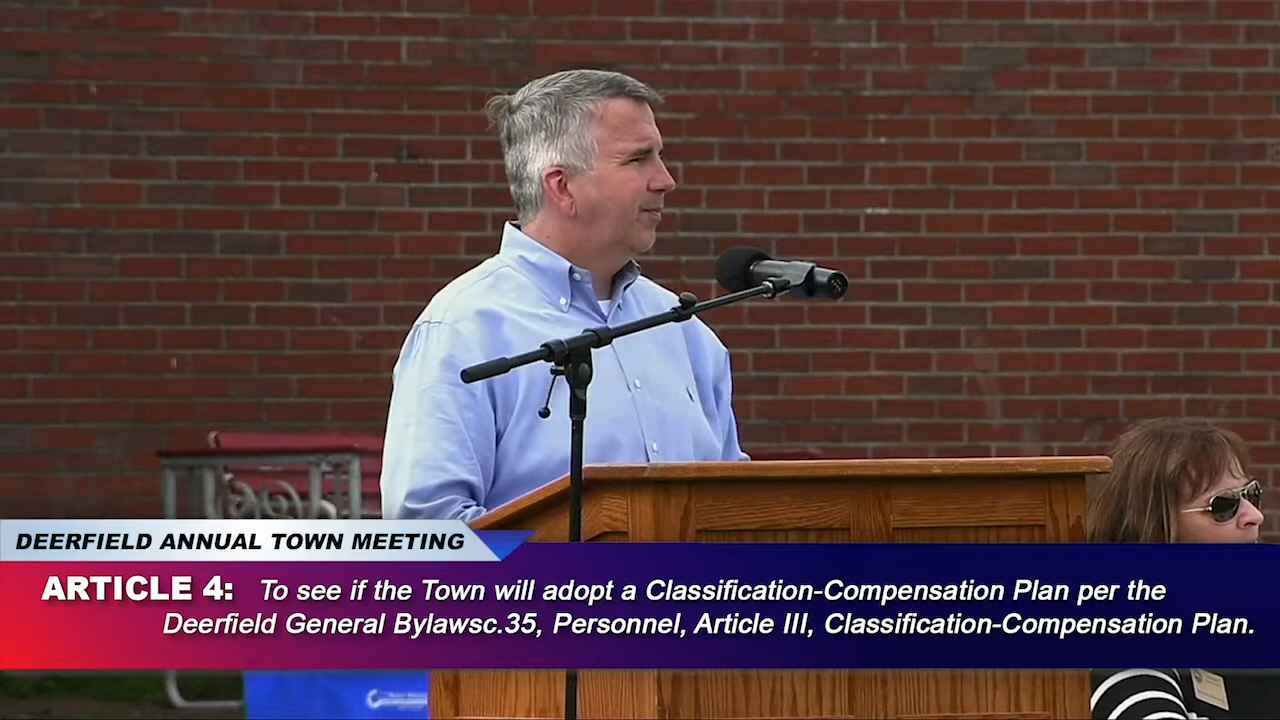 DEERFIELD ANNUAL TOWN MEETING
ARTICLE 4: To see if the Town will adopt a Classification-Compensation Plan per the
Deerfield General Bylawsc.35, Personnel, Article III, Classification-Compensation Plan.